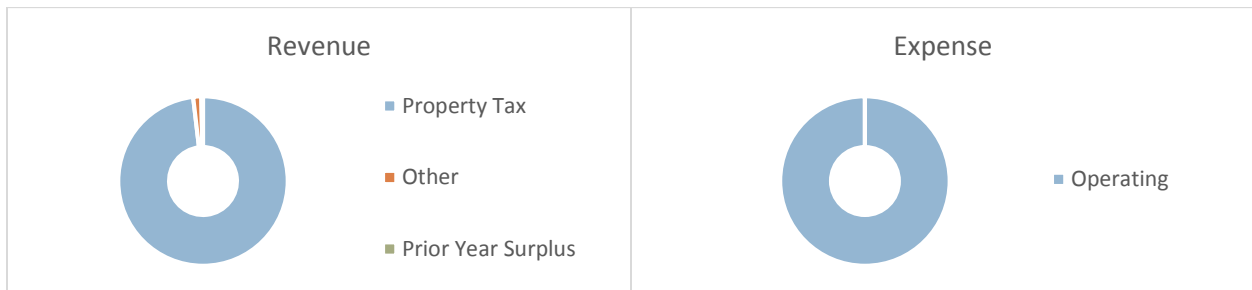 Revenue
Property Tax
Other
Prior Year Surplus
Expense
Operating